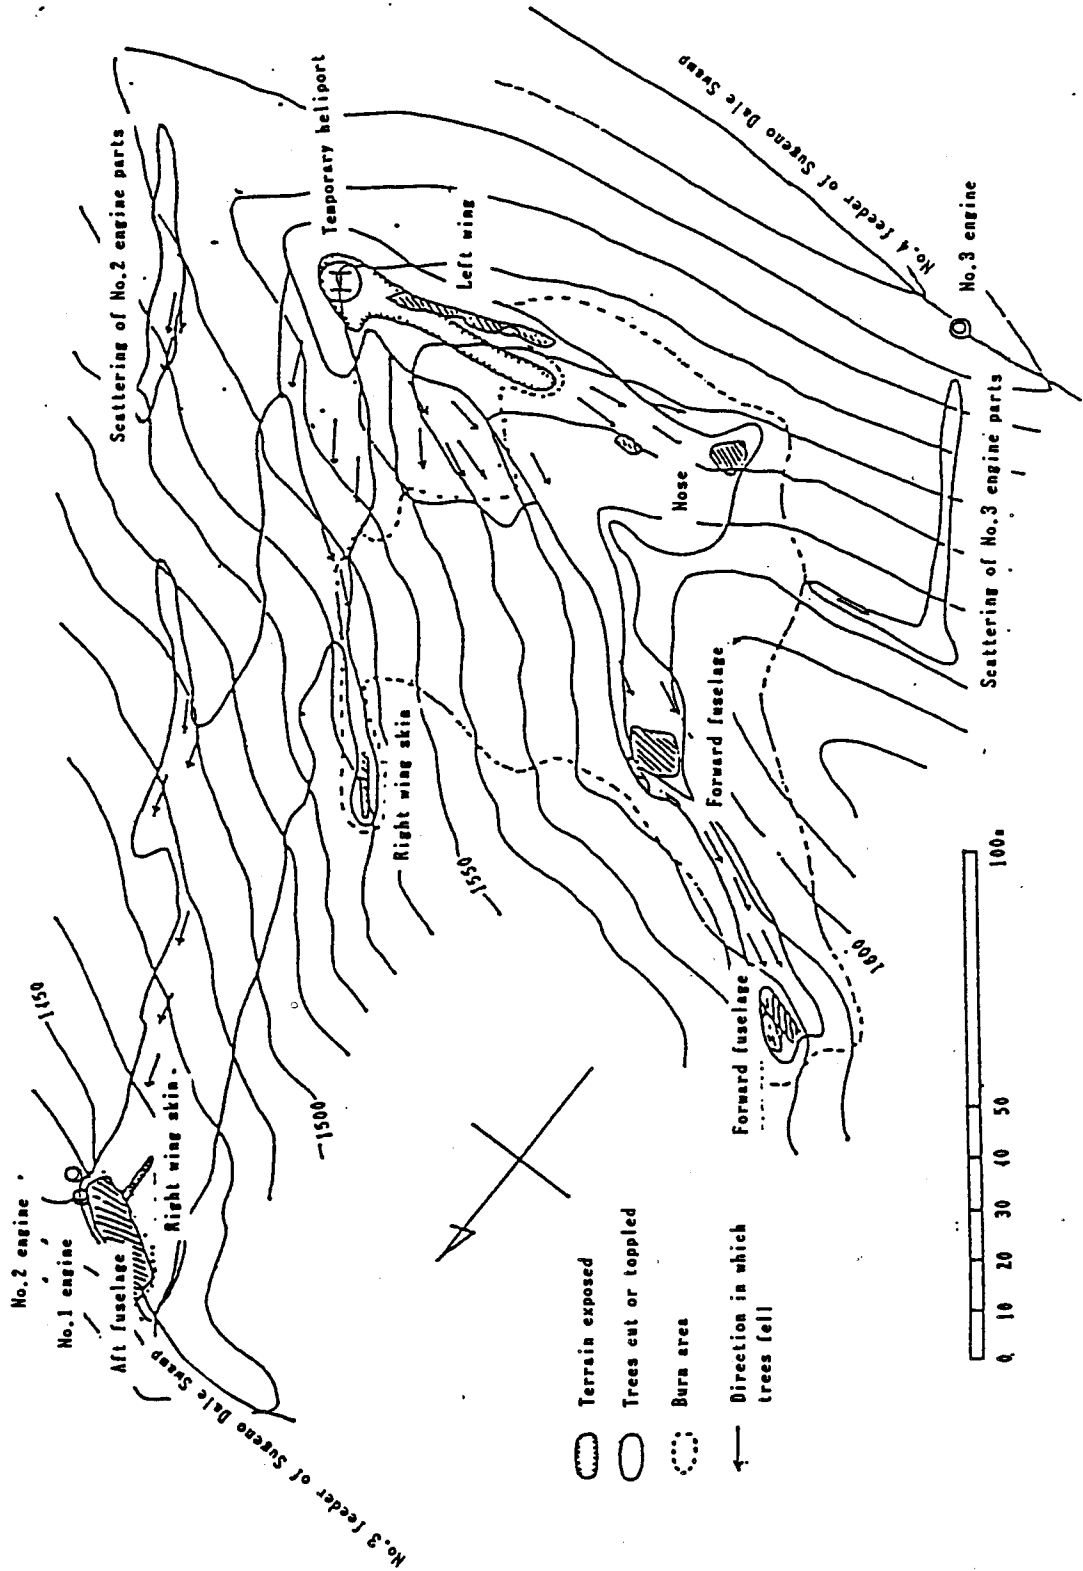 No.2 engine
No.1 engine
Aft fuselage
Right wing skin.
No.3 feeder of Sugeno Dale Swamp
1450
1500
1550
1600
Scattering of No.2 engine parts
Temporary heliport
H
Left wing
Right wing skin
Nose
Forward fuselage
Forward fuselage
No.4 feeder of Sugeno Dale Swamp
No.3 engine
Scattering of No.3 engine parts
Terrain exposed
Trees cut or toppled
Burn area
Direction in which
trees fell
0 10 20 30 40 50 100m